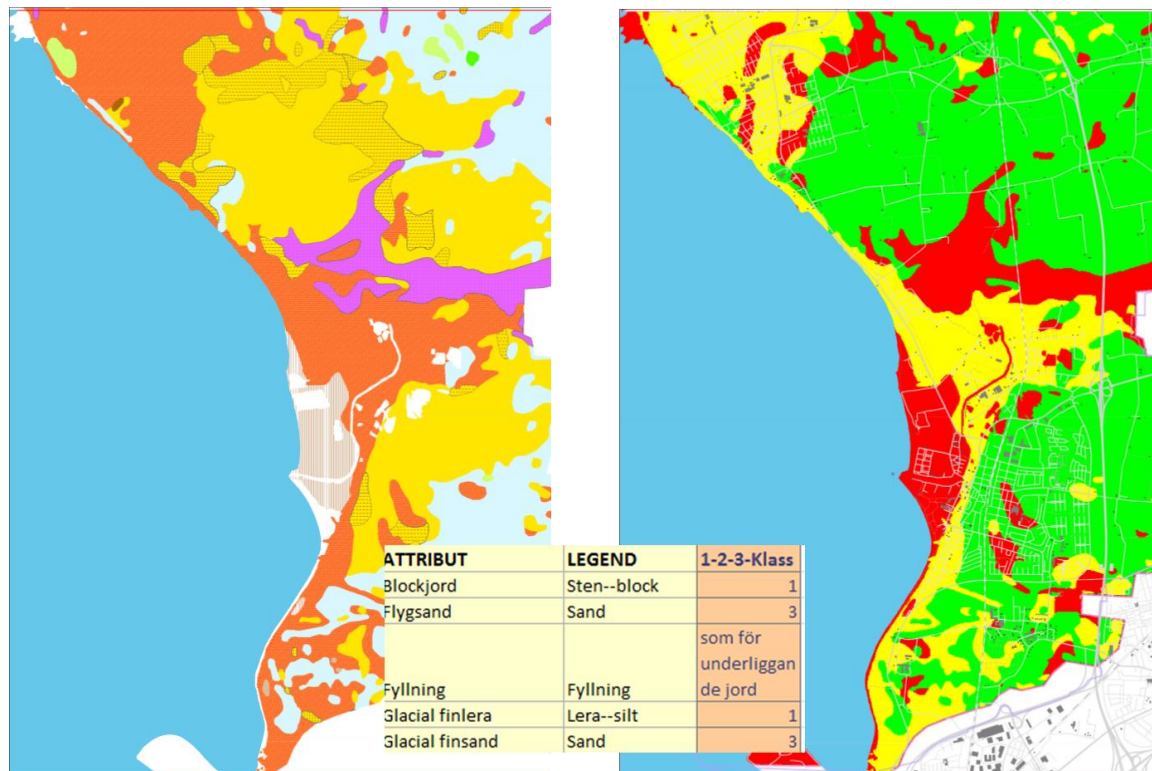 ATTRIBUT LEGEND 1-2-3-Klass
Blockjord Sten--block 1
Flygsand Sand 3
som för
underliggan
Fyllning Fyllning de jord
Glacial finlera Lera--silt 1
Glacial finsand Sand 3